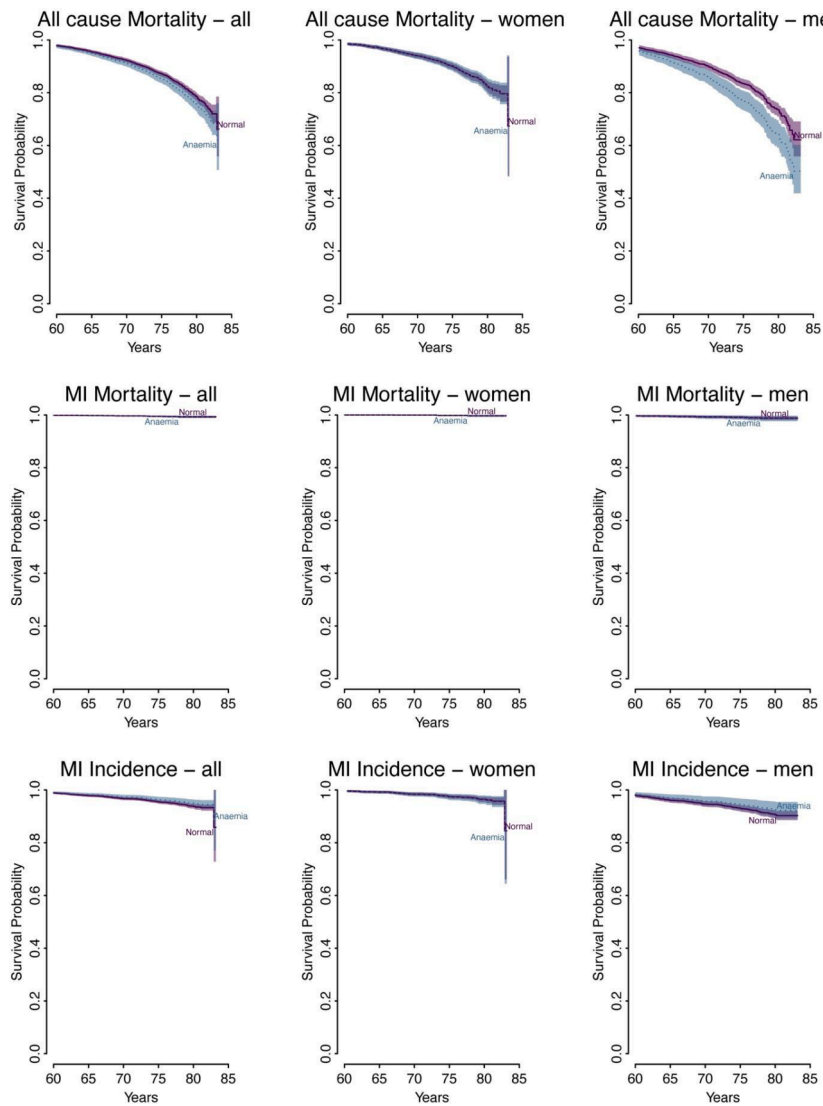 All cause Mortality – all
Survival Probability
0.0 0.2 0.4 0.6 0.8 1.0
Normal
Anaemia
60 65 70 75 80 85
Years
All cause Mortality – women
Survival Probability
0.0 0.2 0.4 0.6 0.8 1.0
Normal
Anaemia
60 65 70 75 80 85
Years
All cause Mortality – me
Survival Probability
0.0 0.2 0.4 0.6 0.8 1.0
Normal
Anaemia
60 65 70 75 80 85
Years
MI Mortality – all
Survival Probability
0.0 0.2 0.4 0.6 0.8 1.0
Normal
Anaemia
60 65 70 75 80 85
Years
MI Mortality – women
Survival Probability
0.0 0.2 0.4 0.6 0.8 1.0
Normal
Anaemia
60 65 70 75 80 85
Years
MI Mortality – men
Survival Probability
0.0 0.2 0.4 0.6 0.8 1.0
Normal
Anaemia
60 65 70 75 80 85
Years
MI Incidence – all
Survival Probability
0.0 0.2 0.4 0.6 0.8 1.0
Anaemia
Normal
60 65 70 75 80 85
Years
MI Incidence – women
Survival Probability
0.0 0.2 0.4 0.6 0.8 1.0
Normal
Anaemia
60 65 70 75 80 85
Years
MI Incidence – men
Survival Probability
0.0 0.2 0.4 0.6 0.8 1.0
Anaemia
Normal
60 65 70 75 80 85
Years